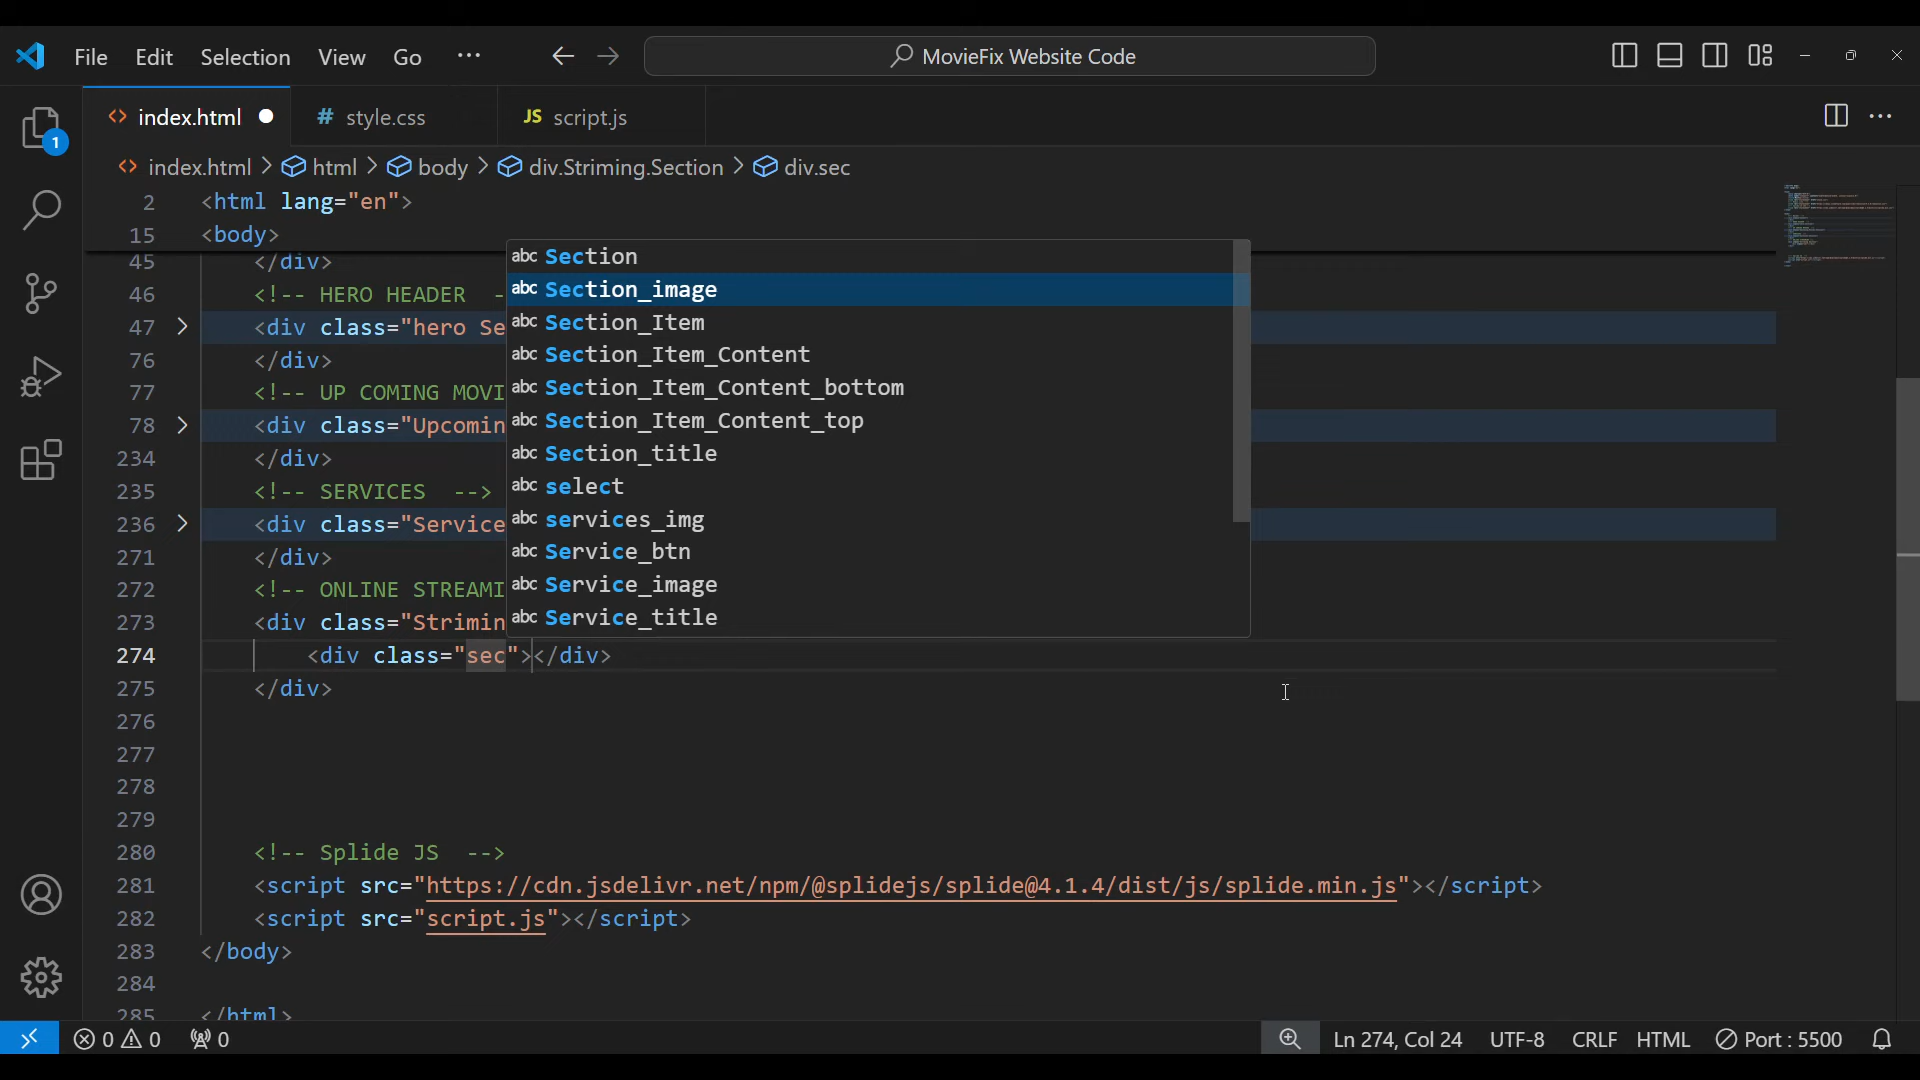 File Edit Selection View Go ··· MovieFix Website Code
index.html # style.css JS script.js
1
index.html > html > body > div.Striming.Section > div.sec
2 <html lang="en">
15 <body>
45 </div>
46 <!-- HERO HEADER -
47 <div class="hero Se
76 </div>
77 <!-- UP COMING MOVI
78 <div class="Upcomin
234 </div>
235 <!-- SERVICES -->
236 <div class="Service
271 </div>
272 <!-- ONLINE STREAMI
273 <div class="Strimin
274 <div class="sec"></div>
275 </div>
276
277
278
279
280 <!-- Splide JS -->
281 <script src="https://cdn.jsdelivr.net/npm/@splidejs/splide@4.1.4/dist/js/splide.min.js"></script>
282 <script src="script.js"></script>
283 </body>
284
285 </html>
abc Section
abc Section_image
abc Section_Item
abc Section_Item_Content
abc Section_Item_Content_bottom
abc Section_Item_Content_top
abc Section_title
abc select
abc services_img
abc Service_btn
abc Service_image
abc Service_title
0 0 0 Ln 274, Col 24 UTF-8 CRLF HTML Port : 5500